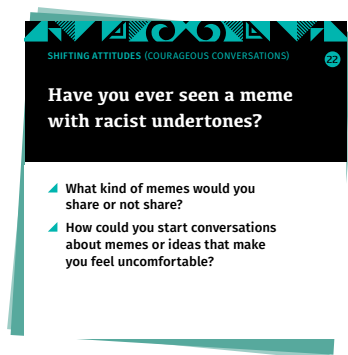 SHIFTING ATTITUDES (COURAGEOUS CONVERSATIONS)
22
Have you ever seen a meme
with racist undertones?
What kind of memes would you
share or not share?
How could you start conversations
about memes or ideas that make
you feel uncomfortable?